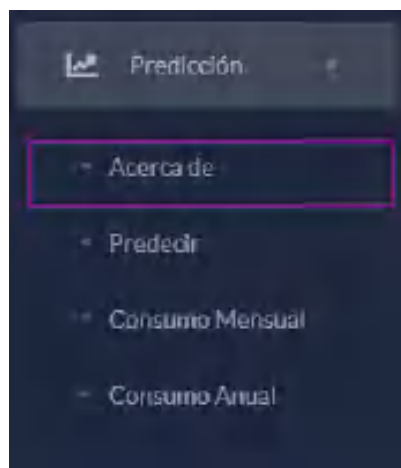 Predicción
Acerca de
Predecir
Consumo Mensual
Consumo Anual